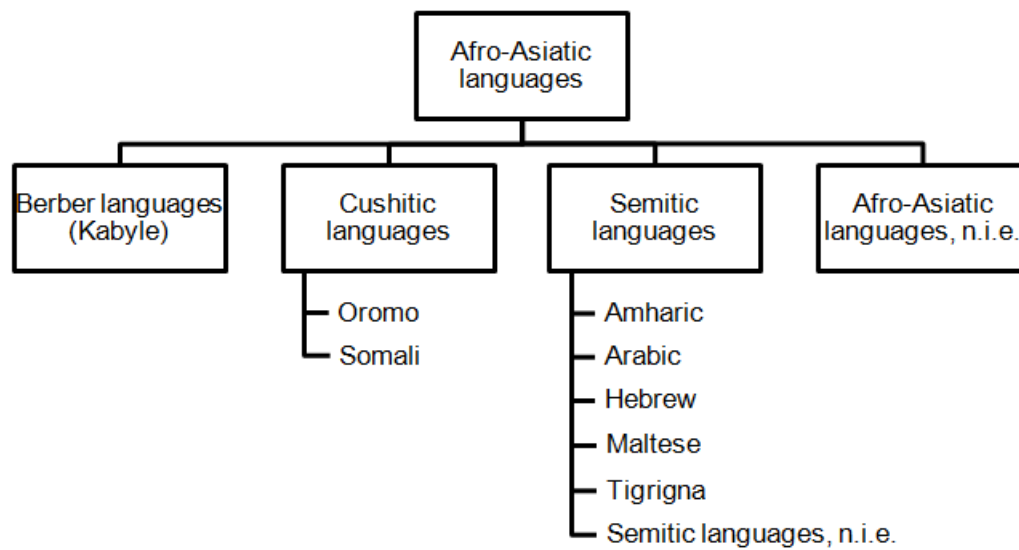 Afro-Asiatic
languages
Berber languages
(Kabyle)
Cushitic
languages
Semitic
languages
Afro-Asiatic
languages, n.i.e.
Oromo
Somali
Amharic
Arabic
Hebrew
Maltese
Tigrigna
Semitic languages, n.i.e.